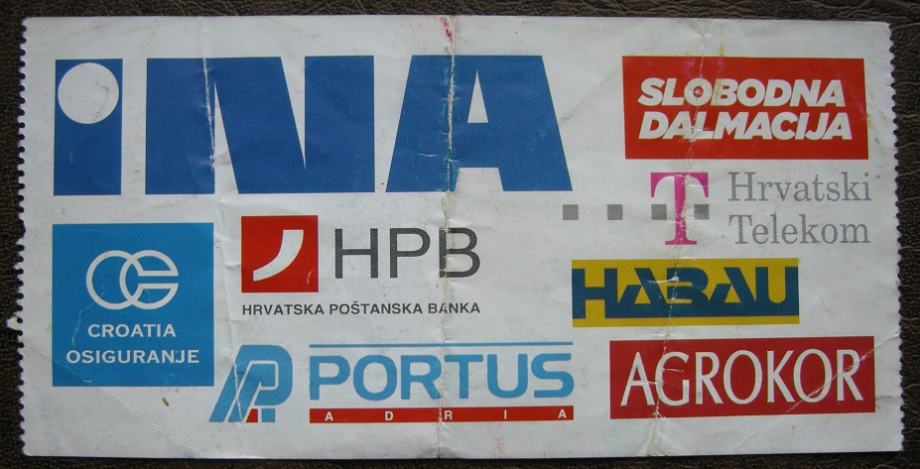 INA
SLOBODNA
DALMACIJA
T Hrvatski
Telekom
CROATIA
OSIGURANJE
HPB
HRVATSKA POŠTANSKA BANKA
HABAU
PORTUS
ADRIA
AGROKOR